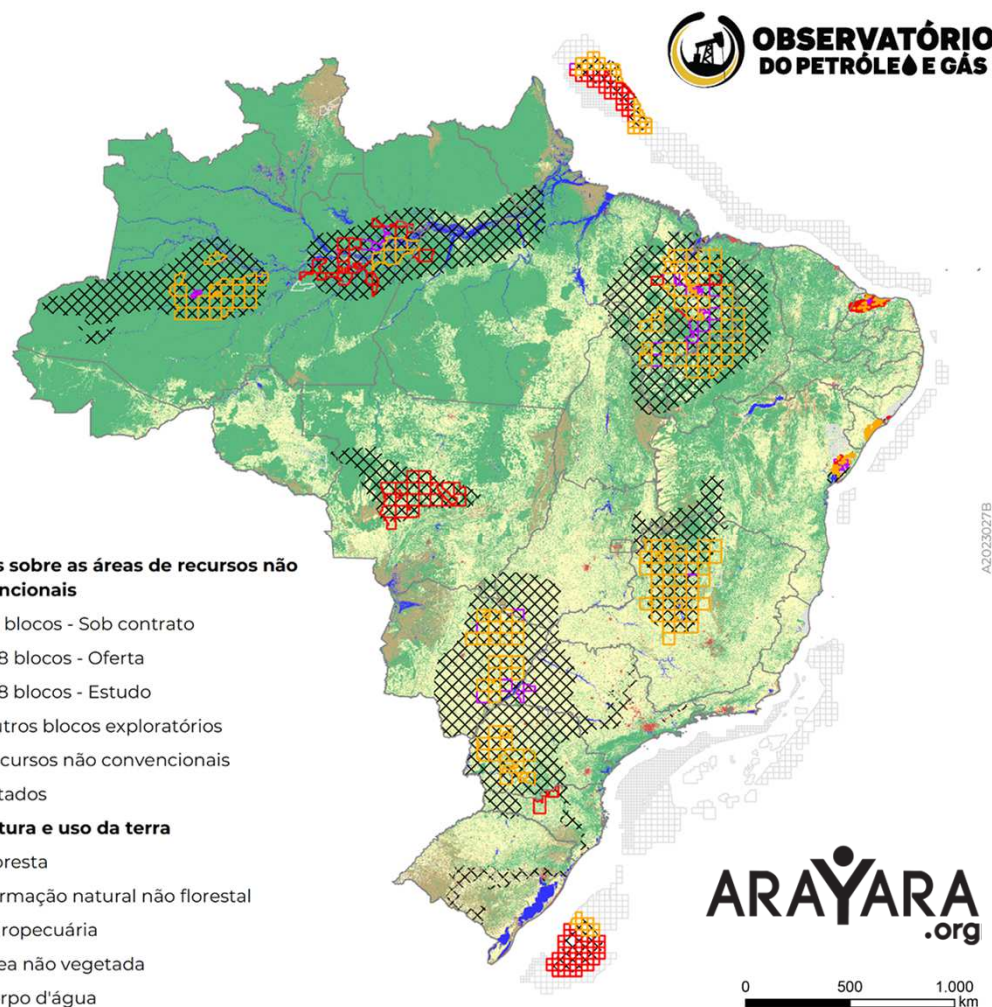 OBSERVATÓRIO
DO PETRÓLEO E GÁS
A2023027B
s sobre as áreas de recursos não
ncionais
blocos - Sob contrato
8 blocos - Oferta
8 blocos - Estudo
utros blocos exploratórios
cursos não convencionais
tados
tura e uso da terra
oresta
rmação natural não florestal
ropecuária
ea não vegetada
orpo d'água
ARAYARA
.org
0 500 1.000
km